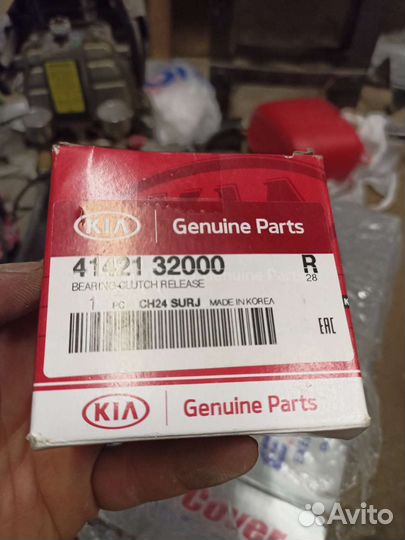 KIA
Genuine Parts
41421 32000
R
BEARING-CLUTCH RELEASE
28
1 PC CH24 SURJ MADE IN KOREA
EAC
KIA
Genuine Parts
Cover
Avito